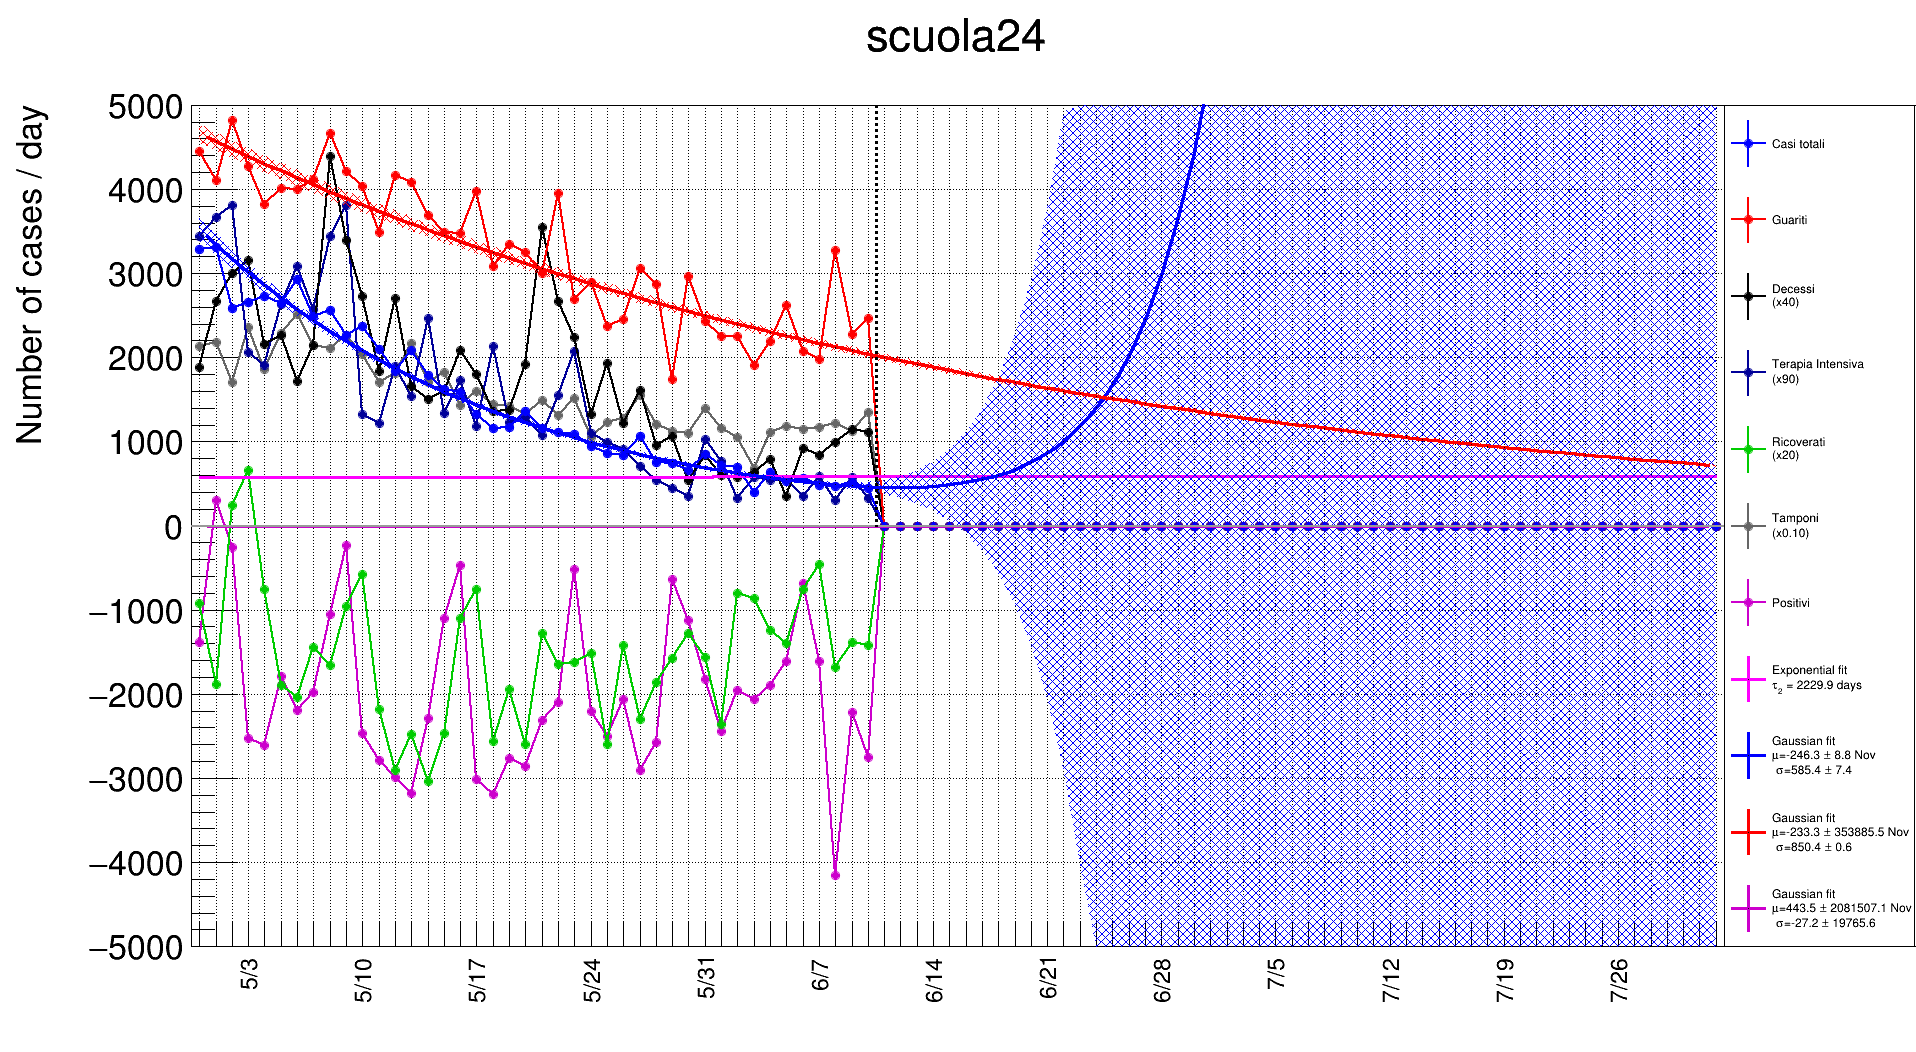 scuola24
Number of cases / day
5000
4000
3000
2000
1000
0
−1000
−2000
−3000
−4000
−5000
5/3
5/10
5/17
5/24
5/31
6/7
6/14
6/21
6/28
7/5
7/12
7/19
7/26
Casi totali
Guariti
Decessi
(x40)
Terapia Intensiva
(x90)
Ricoverati
(x20)
Tamponi
(x0.10)
Positivi
Exponential fit
τ2 = 2229.9 days
Gaussian fit
μ=-246.3 ± 8.8 Nov
σ=585.4 ± 7.4
Gaussian fit
μ=-233.3 ± 353885.5 Nov
σ=850.4 ± 0.6
Gaussian fit
μ=443.5 ± 2081507.1 Nov
σ=-27.2 ± 19765.6